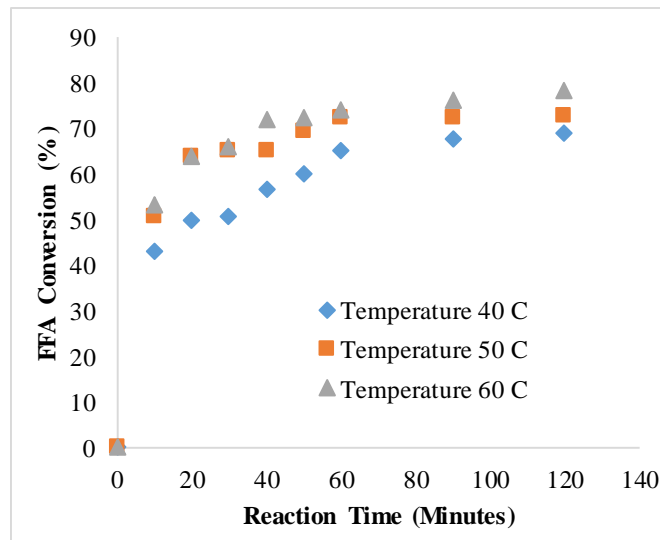 90
80
70
60
50
40
30
20
10
0
FFA Conversion (%)
Temperature 40 C
Temperature 50 C
Temperature 60 C
0 20 40 60 80 100 120 140
Reaction Time (Minutes)